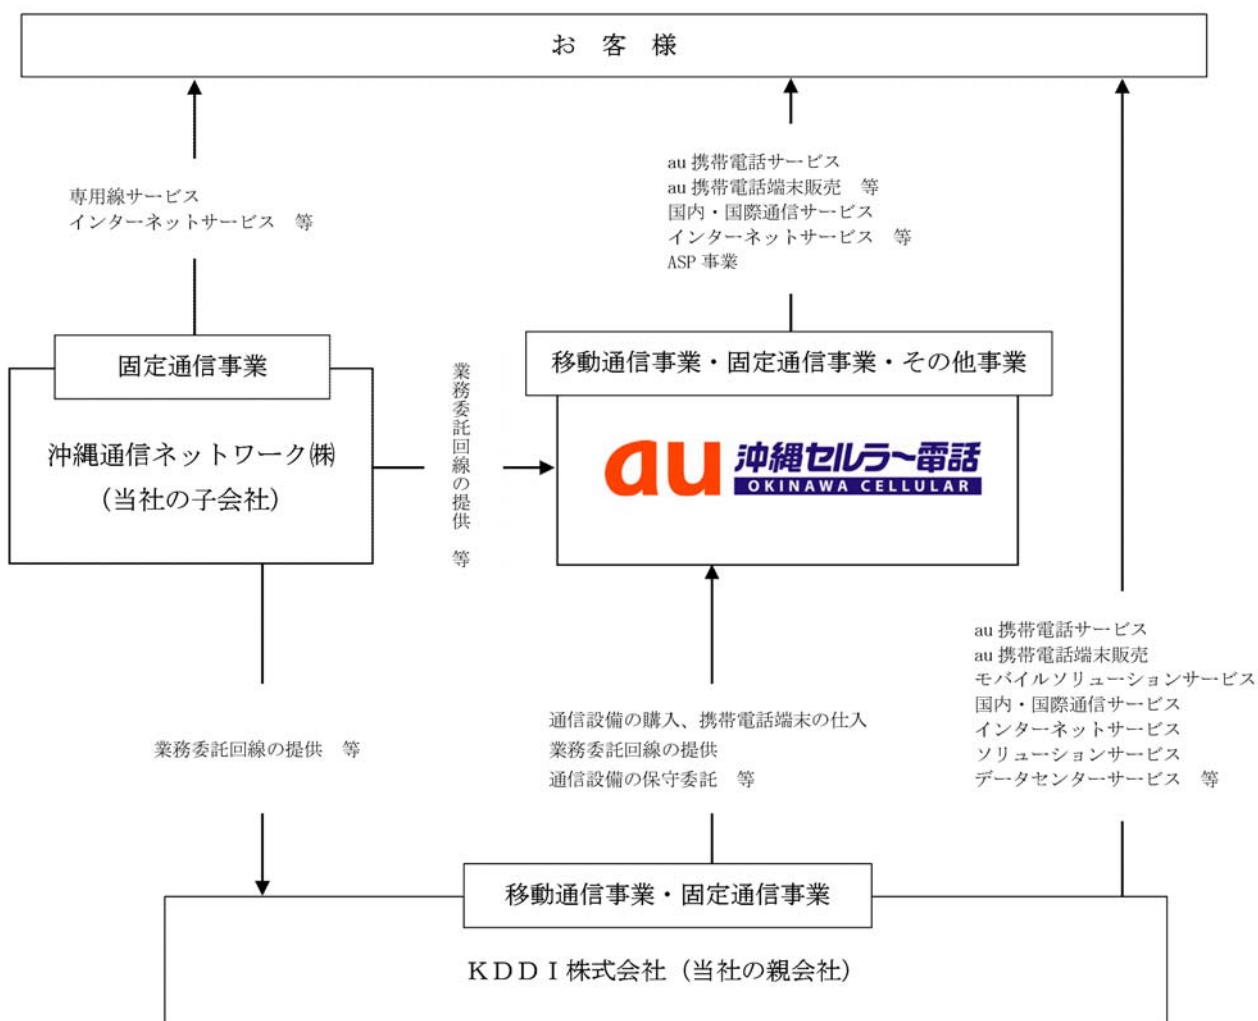 お 客 様
専用線サービス
インターネットサービス 等
au 携帯電話サービス
au 携帯電話端末販売 等
国内・国際通信サービス
インターネットサービス 等
ASP 事業
固定通信事業
沖縄通信ネットワーク㈱
（当社の子会社）
業務委託回線の提供 等
移動通信事業・固定通信事業・その他事業
au 沖縄セルラー電話
OKINAWA CELLULAR
業務委託回線の提供 等
通信設備の購入、携帯電話端末の仕入
業務委託回線の提供
通信設備の保守委託 等
au 携帯電話サービス
au 携帯電話端末販売
モバイルソリューションサービス
国内・国際通信サービス
インターネットサービス
ソリューションサービス
データセンターサービス 等
移動通信事業・固定通信事業
ＫＤＤＩ株式会社（当社の親会社）